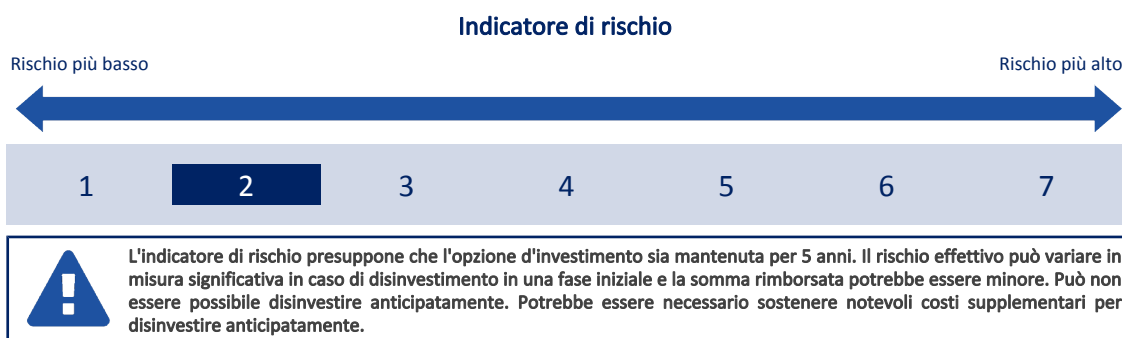 Indicatore di rischio
Rischio più basso
Rischio più alto
1 2 3 4 5 6 7
L'indicatore di rischio presuppone che l'opzione d'investimento sia mantenuta per 5 anni. Il rischio effettivo può variare in
misura significativa in caso di disinvestimento in una fase iniziale e la somma rimborsata potrebbe essere minore. Può non
essere possibile disinvestire anticipatamente. Potrebbe essere necessario sostenere notevoli costi supplementari per
disinvestire anticipatamente.